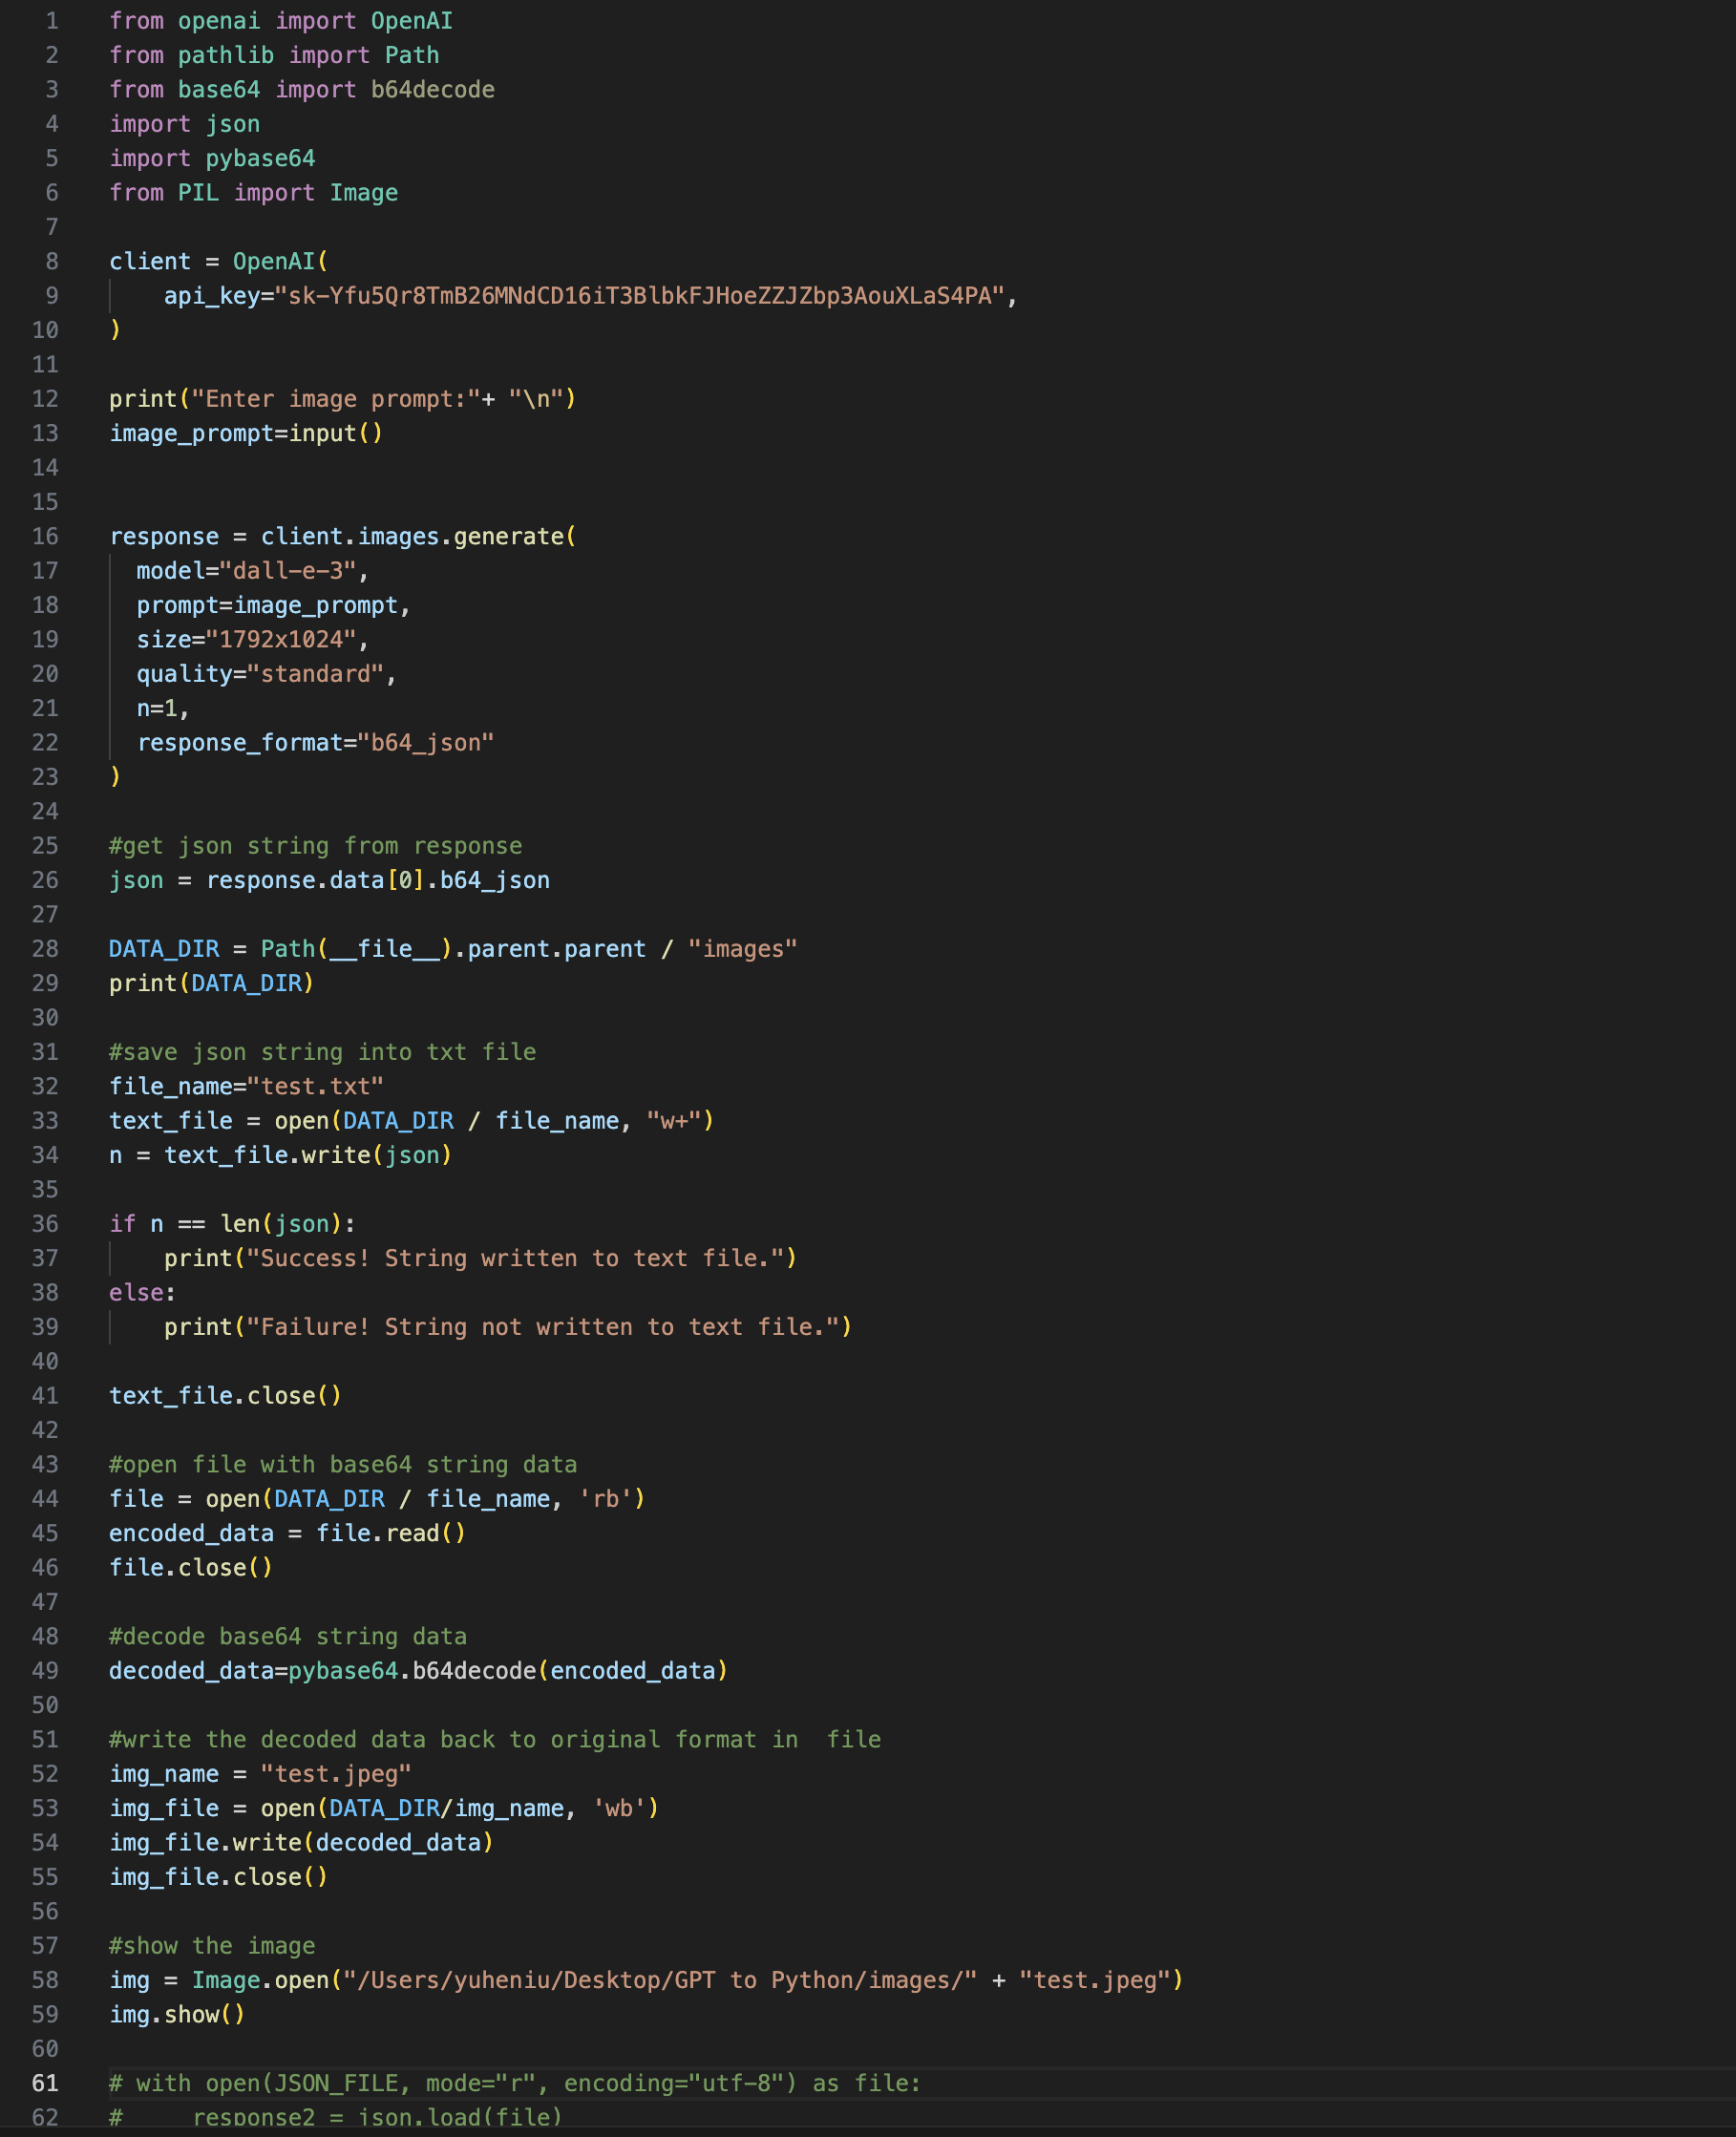 1 from openai import OpenAI
2 from pathlib import Path
3 from base64 import b64decode
4 import json
5 import pybase64
6 from PIL import Image
7
8 client = OpenAI(
9     api_key="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",
10 )
11
12 print("Enter image prompt:"+ "\n")
13 image_prompt=input()
14
15
16 response = client.images.generate(
17   model="dall-e-3",
18   prompt=image_prompt,
19   size="1792x1024",
20   quality="standard",
21   n=1,
22   response_format="b64_json"
23 )
24
25 #get json string from response
26 json = response.data[0].b64_json
27
28 DATA_DIR = Path(__file__).parent.parent / "images"
29 print(DATA_DIR)
30
31 #save json string into txt file
32 file_name="test.txt"
33 text_file = open(DATA_DIR / file_name, "w+")
34 n = text_file.write(json)
35
36 if n == len(json):
37     print("Success! String written to text file.")
38 else:
39     print("Failure! String not written to text file.")
40
41 text_file.close()
42
43 #open file with base64 string data
44 file = open(DATA_DIR / file_name, 'rb')
45 encoded_data = file.read()
46 file.close()
47
48 #decode base64 string data
49 decoded_data=pybase64.b64decode(encoded_data)
50
51 #write the decoded data back to original format in  file
52 img_name = "test.jpeg"
53 img_file = open(DATA_DIR/img_name, 'wb')
54 img_file.write(decoded_data)
55 img_file.close()
56
57 #show the image
58 img = Image.open("/Users/yuheniu/Desktop/GPT to Python/images/" + "test.jpeg")
59 img.show()
60
61 # with open(JSON_FILE, mode="r", encoding="utf-8") as file:
62 #     response2 = json.load(file)